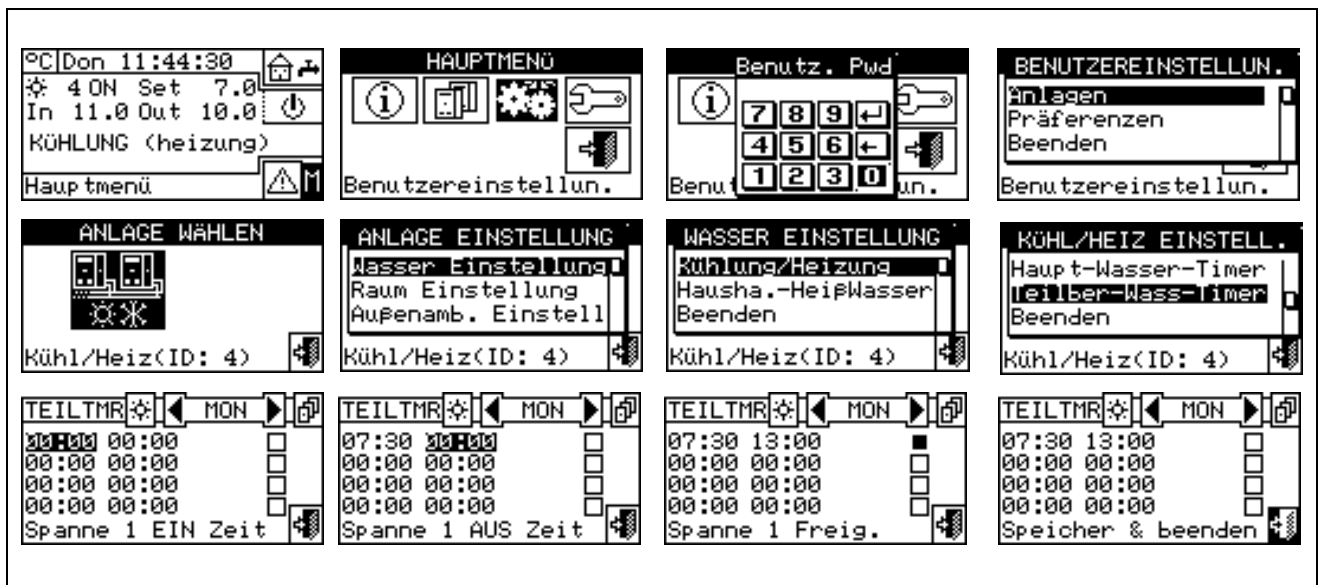 ºC Don 11:44:30
4 ON Set 7.0
In 11.0 Out 10.0
KüHLUNG (heizung)
Hauptmenü M
HAUPTMENÜ
i
Benutzereinstellun.
Benutz. Pwd
i
7 8 9 ↵
4 5 6 ←
1 2 3 0
Benut un.
BENUTZEREINSTELLUN.
Anlagen
Präferenzen
Beenden
Benutzereinstellun.
ANLAGE WÄHLEN
Kühl/Heiz(ID: 4)
ANLAGE EINSTELLUNG
Wasser Einstellung
Raum Einstellung
Außenamb. Einstell
Kühl/Heiz(ID: 4)
WASSER EINSTELLUNG
Kühlung/Heizung
Hausha.-HeißWasser
Beenden
Kühl/Heiz(ID: 4)
KüHL/HEIZ EINSTELL.
Haupt-Wasser-Timer
Teilber-Wass-Timer
Beenden
Kühl/Heiz(ID: 4)
TEILTMR MON
00:00 00:00
00:00 00:00
00:00 00:00
00:00 00:00
Spanne 1 EIN Zeit
TEILTMR MON
07:30 00:00
00:00 00:00
00:00 00:00
00:00 00:00
Spanne 1 AUS Zeit
TEILTMR MON
07:30 13:00
00:00 00:00
00:00 00:00
00:00 00:00
Spanne 1 Freig.
TEILTMR MON
07:30 13:00
00:00 00:00
00:00 00:00
00:00 00:00
Speicher & beenden